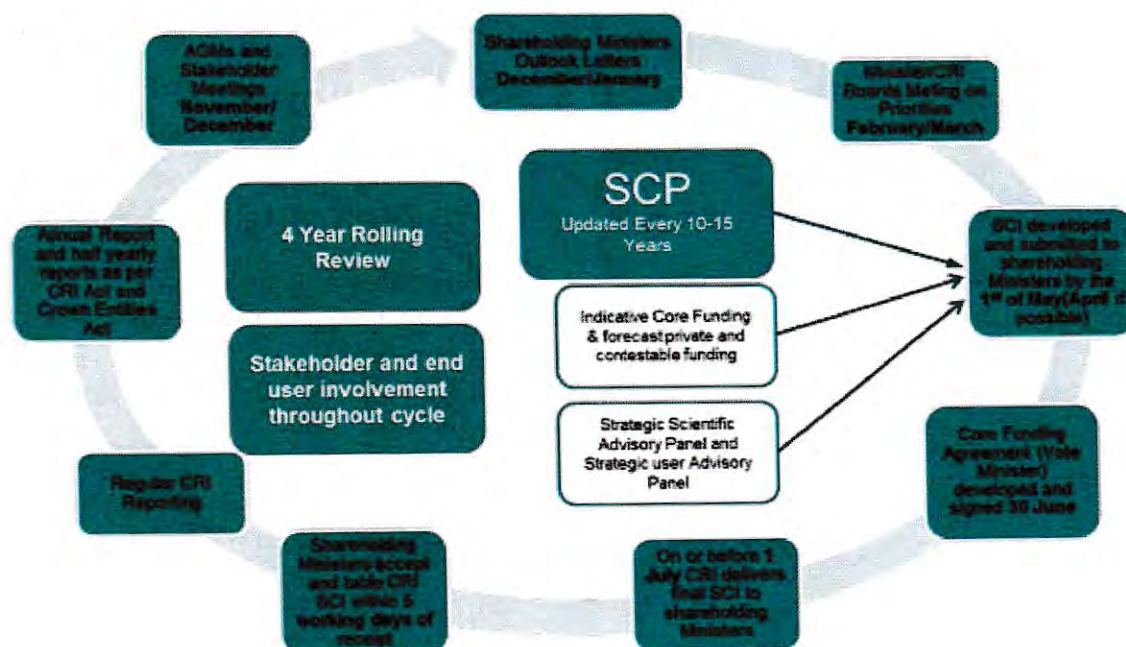 Shareholding Ministers
Outlook Letters
December/January
Minister/CRI
Boards Meting on
Priorities
February/March
SCI developed
and submitted to
shareholding
Ministers by the
1st of May(April if
possible)
Core Funding
Agreement (Vote
Minister)
developed and
signed 30 June
On or before 1
July CRI delivers
final SCI to
shareholding
Ministers
Shareholding
Ministers accept
and table CRI
SCI within 5
working days of
receipt
Regular CRI
Reporting
Annual Report
and half yearly
reports as per
CRI Act and
Crown Entities
Act
AGMs and
Stakeholder
Meetings
November/
December
4 Year Rolling
Review
Stakeholder and end
user involvement
throughout cycle
SCP
Updated Every 10-15
Years
Indicative Core Funding
& forecast private and
contestable funding
Strategic Scientific
Advisory Panel and
Strategic user Advisory
Panel